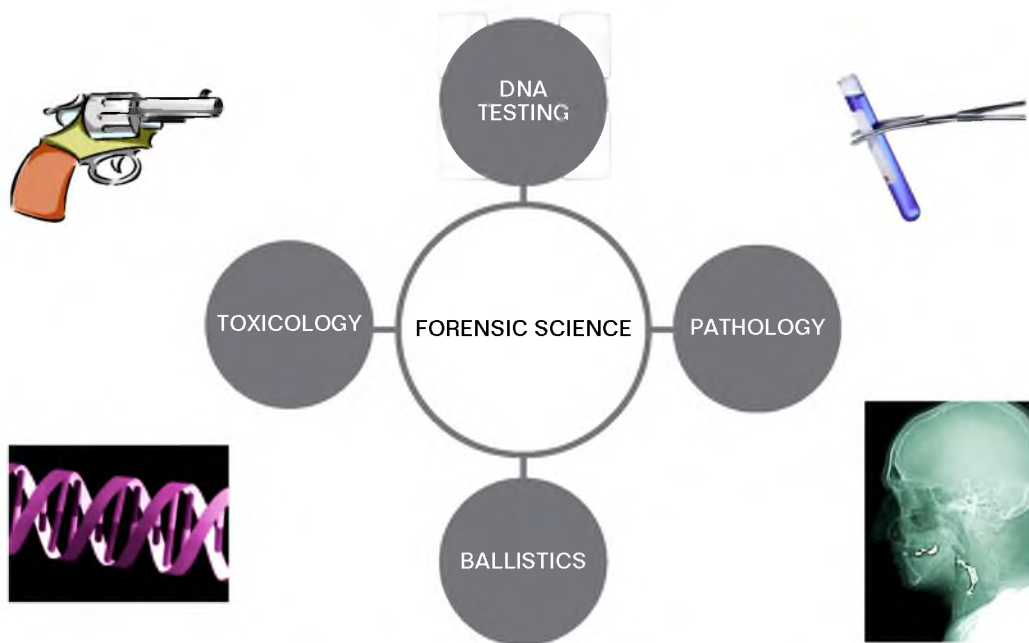 DNA
TESTING
TOXICOLOGY
FORENSIC SCIENCE
PATHOLOGY
BALLISTICS